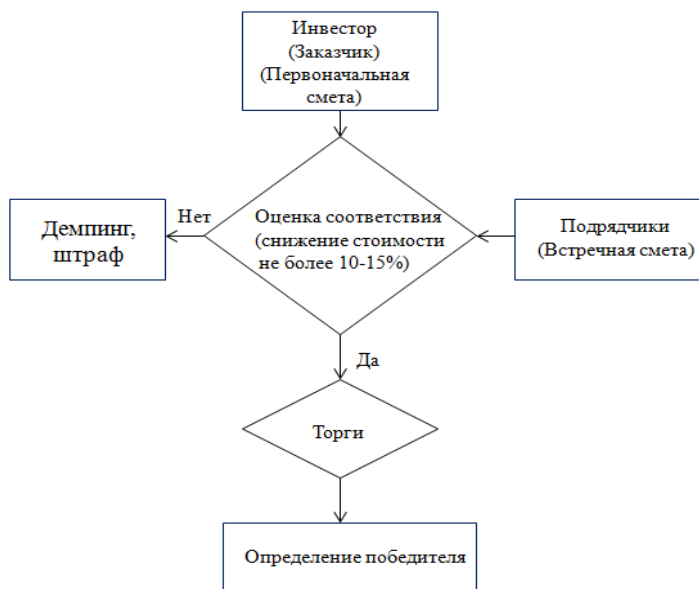 Инвестор
(Заказчик)
(Первоначальная
смета)
Нет
Оценка соответствия
(снижение стоимости
не более 10-15%)
Демпинг,
штраф
Подрядчики
(Встречная смета)
Да
Торги
Определение победителя